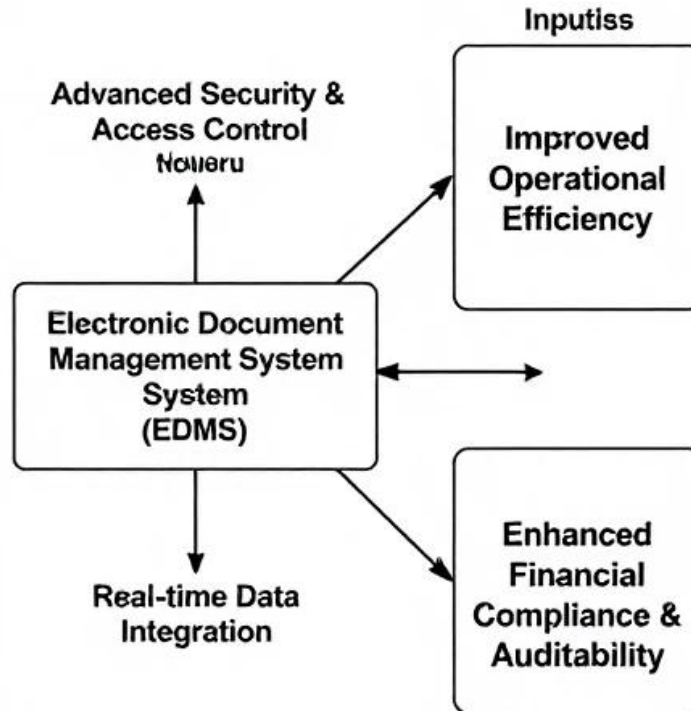 Inputiss
Advanced Security &
Access Control
Improved
Operational
Efficiency
Electronic Document
Management System
System
(EDMS)
Real-time Data
Integration
Enhanced
Financial
Compliance &
Auditability